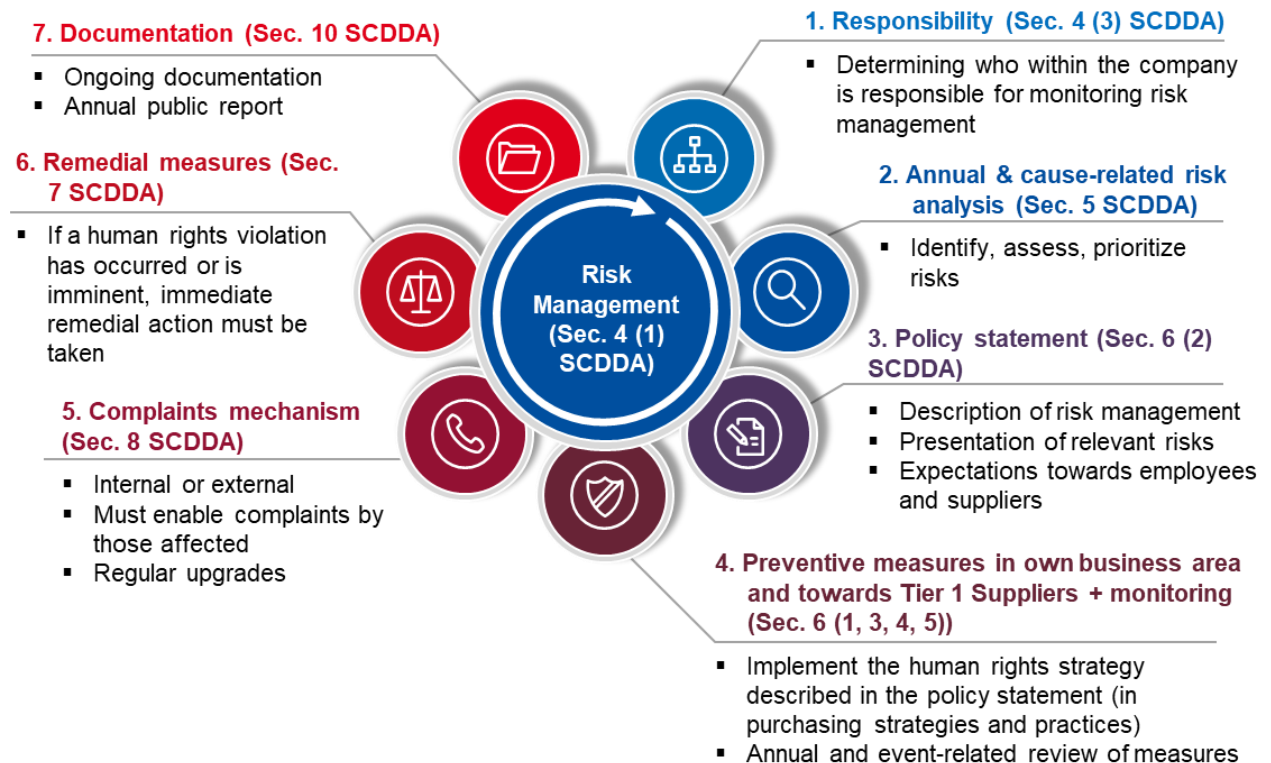 7. Documentation (Sec. 10 SCDDA)
▪ Ongoing documentation
▪ Annual public report
1. Responsibility (Sec. 4 (3) SCDDA)
▪ Determining who within the company
is responsible for monitoring risk
management
6. Remedial measures (Sec.
7 SCDDA)
▪ If a human rights violation
has occurred or is
imminent, immediate
remedial action must be
taken
2. Annual & cause-related risk
analysis (Sec. 5 SCDDA)
▪ Identify, assess, prioritize
risks
Risk
Management
(Sec. 4 (1)
SCDDA)
3. Policy statement (Sec. 6 (2)
SCDDA)
▪ Description of risk management
▪ Presentation of relevant risks
▪ Expectations towards employees
and suppliers
5. Complaints mechanism
(Sec. 8 SCDDA)
▪ Internal or external
▪ Must enable complaints by
those affected
▪ Regular upgrades
4. Preventive measures in own business area
and towards Tier 1 Suppliers + monitoring
(Sec. 6 (1, 3, 4, 5))
▪ Implement the human rights strategy
described in the policy statement (in
purchasing strategies and practices)
▪ Annual and event-related review of measures